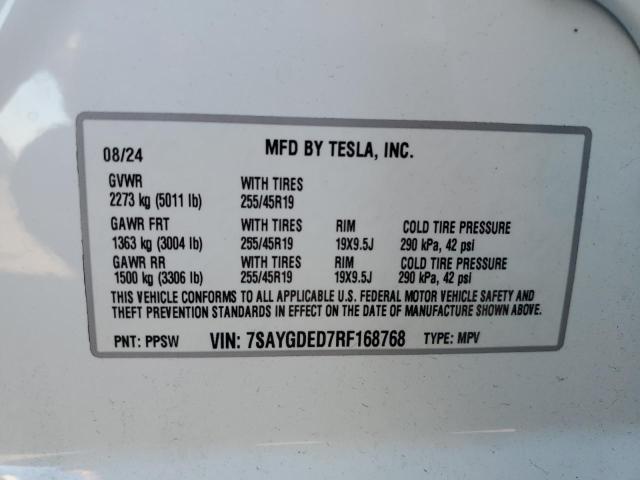 08/24 MFD BY TESLA, INC.
GVWR WITH TIRES
2273 kg (5011 lb) 255/45R19
GAWR FRT WITH TIRES RIM COLD TIRE PRESSURE
1363 kg (3004 lb) 255/45R19 19X9.5J 290 kPa, 42 psi
GAWR RR WITH TIRES RIM COLD TIRE PRESSURE
1500 kg (3306 lb) 255/45R19 19X9.5J 290 kPa, 42 psi
THIS VEHICLE CONFORMS TO ALL APPLICABLE U.S. FEDERAL MOTOR VEHICLE SAFETY AND
THEFT PREVENTION STANDARDS IN EFFECT ON THE DATE OF MANUFACTURE SHOWN ABOVE.
PNT: PPSW VIN: 7SAYGDED7RF168768 TYPE: MPV